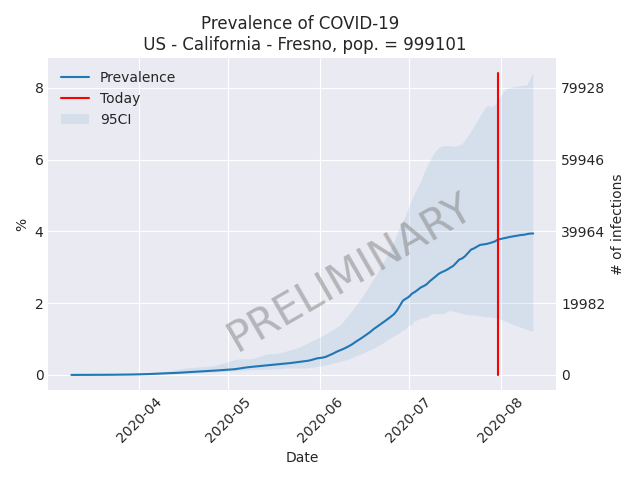 Prevalence of COVID-19
US - California - Fresno, pop. = 999101
Prevalence
Today
95CI
8
6
4
2
0
%
79928
59946
39964
19982
0
# of infections
PRELIMINARY
2020-04
2020-05
2020-06
2020-07
2020-08
Date